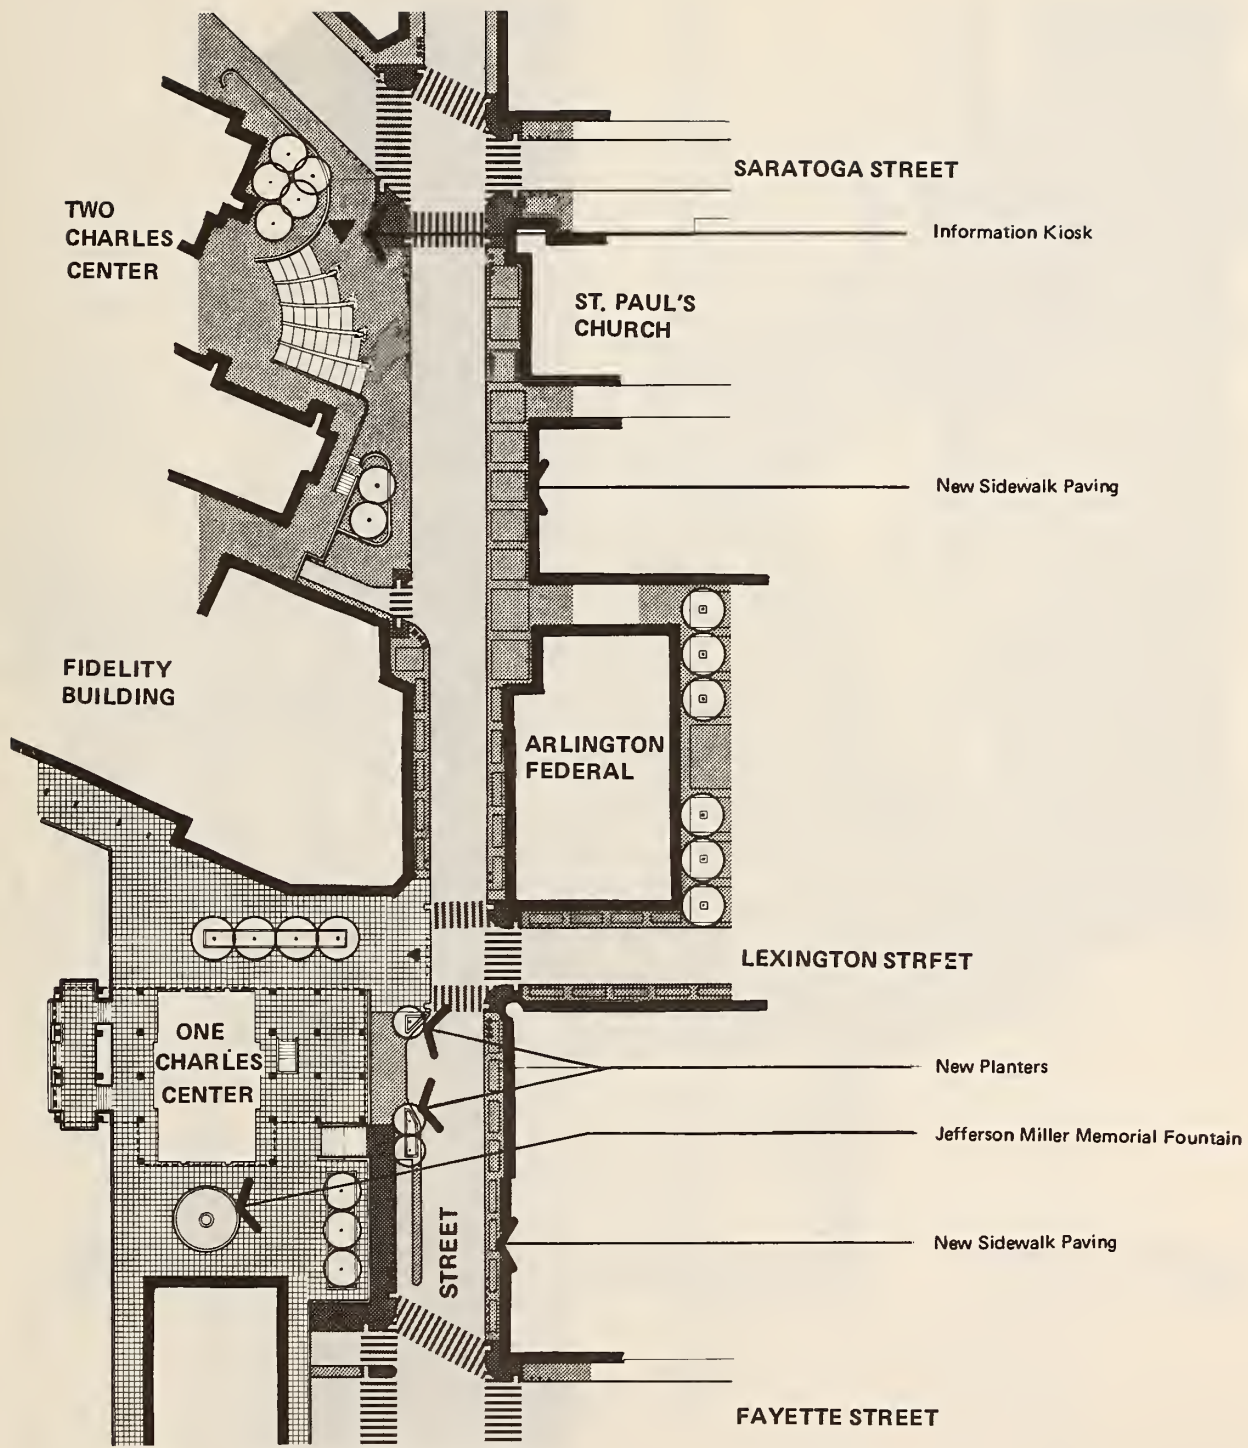 SARATOGA STREET
TWO
CHARLES
CENTER
Information Kiosk
ST. PAUL'S
CHURCH
New Sidewalk Paving
FIDELITY
BUILDING
ARLINGTON
FEDERAL
LEXINGTON STREET
ONE
CHARLES
CENTER
New Planters
Jefferson Miller Memorial Fountain
STREET
New Sidewalk Paving
FAYETTE STREET